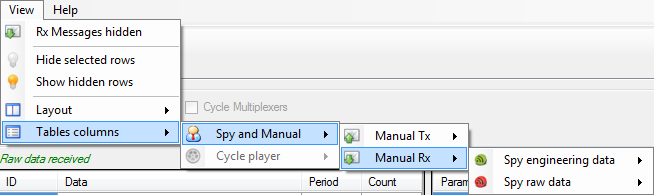 View Help
Rx Messages hidden
Hide selected rows
Show hidden rows
Layout
Cycle Multiplexers
Tables columns
Spy and Manual
Manual Tx
Raw data received
Cycle player
Manual Rx
Spy engineering data
ID Data Period Count Param
Spy raw data